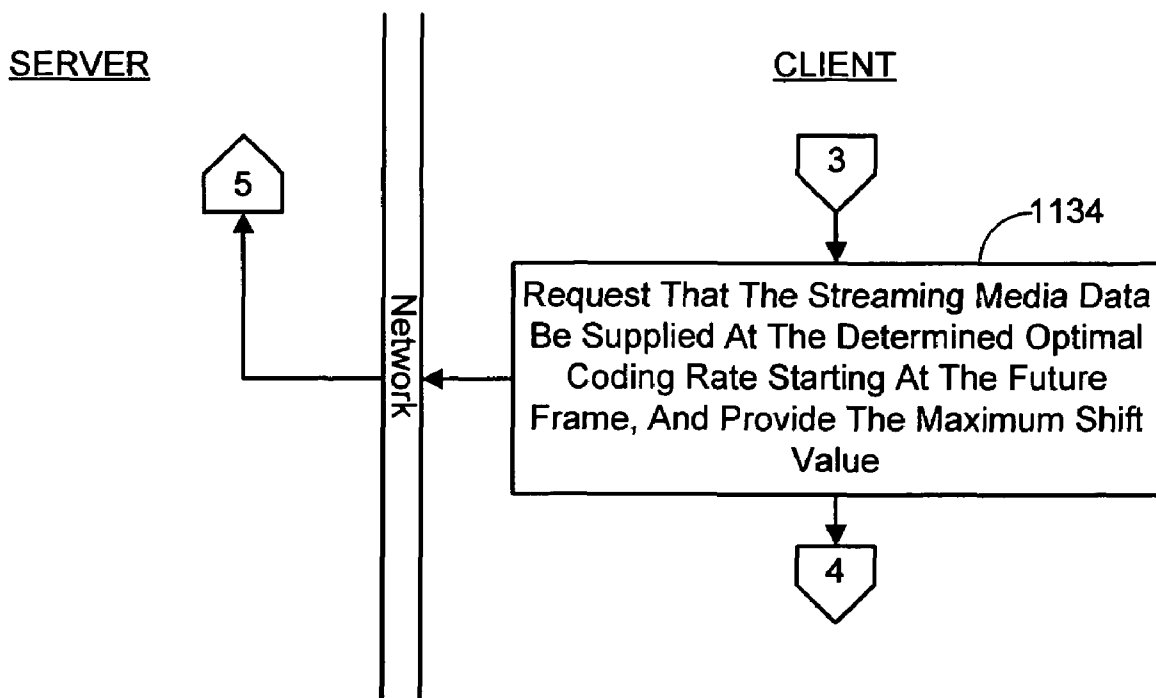 SERVER
CLIENT
3
5
1134
Network
Request That The Streaming Media Data
Be Supplied At The Determined Optimal
Coding Rate Starting At The Future
Frame, And Provide The Maximum Shift
Value
4